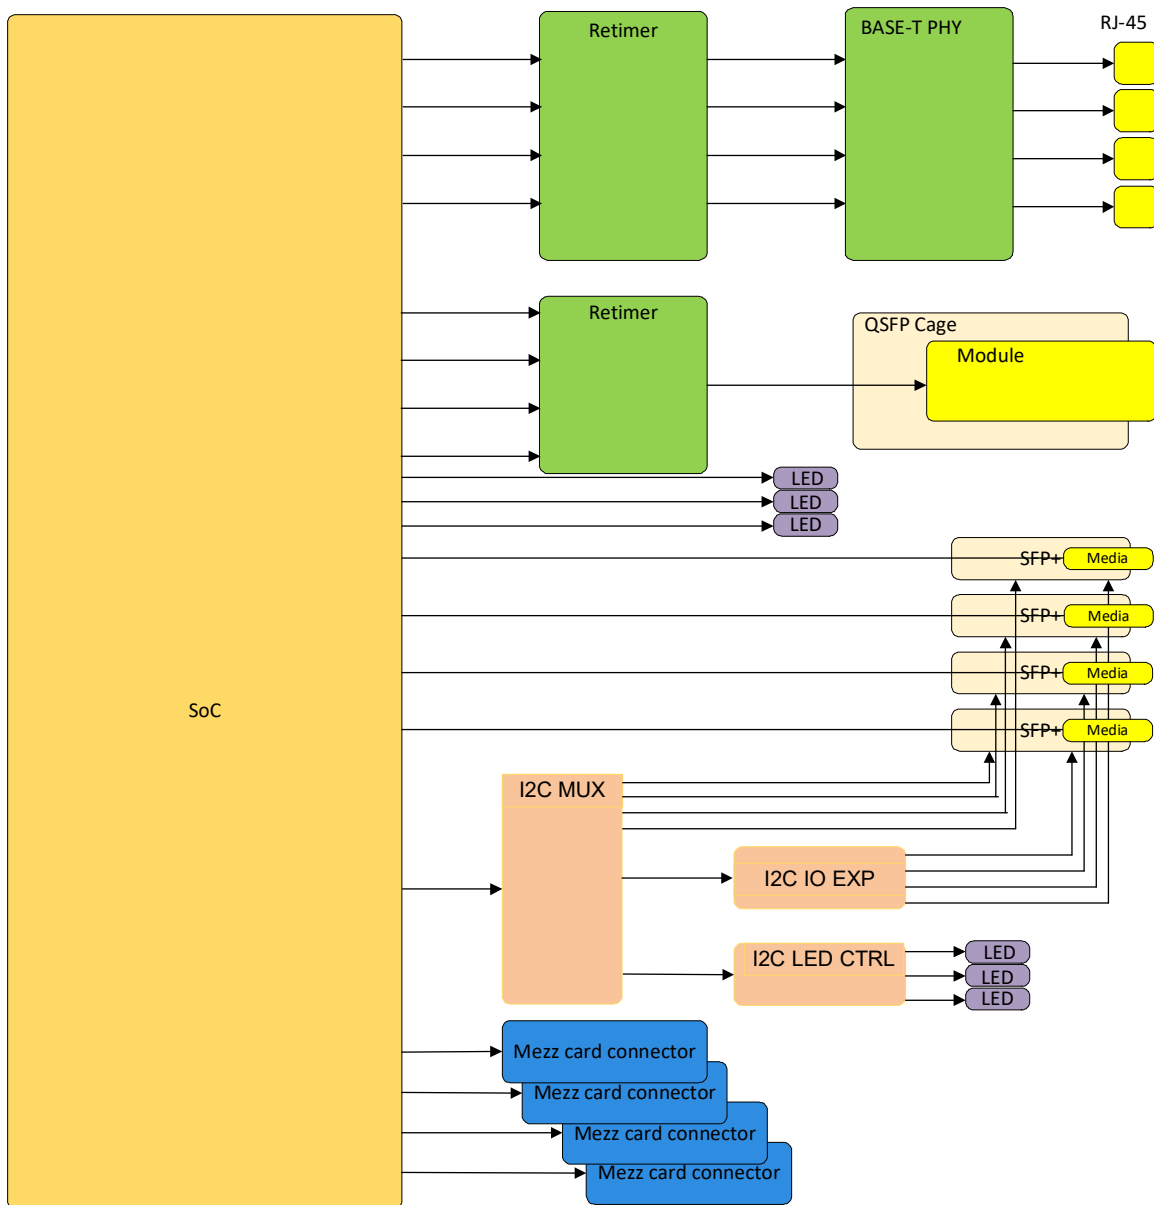 Retimer
BASE-T PHY
RJ-45
Retimer
QSFP Cage
Module
LED
LED
LED
SFP+
Media
SFP+
Media
SFP+
Media
SoC
SFP+
Media
I2C MUX
I2C IO EXP
I2C LED CTRL
LED
LED
LED
Mezz card connector
Mezz card connector
Mezz card connector
Mezz card connector